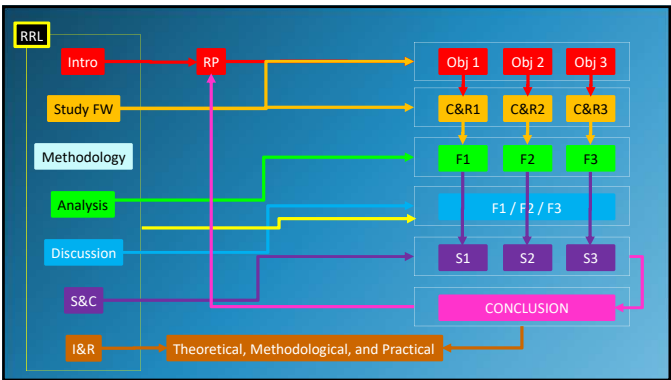 RRL
Intro RP Obj 1 Obj 2 Obj 3
Study FW C&R1 C&R2 C&R3
Methodology F1 F2 F3
Analysis F1 / F2 / F3
Discussion S1 S2 S3
S&C CONCLUSION
I&R Theoretical, Methodological, and Practical